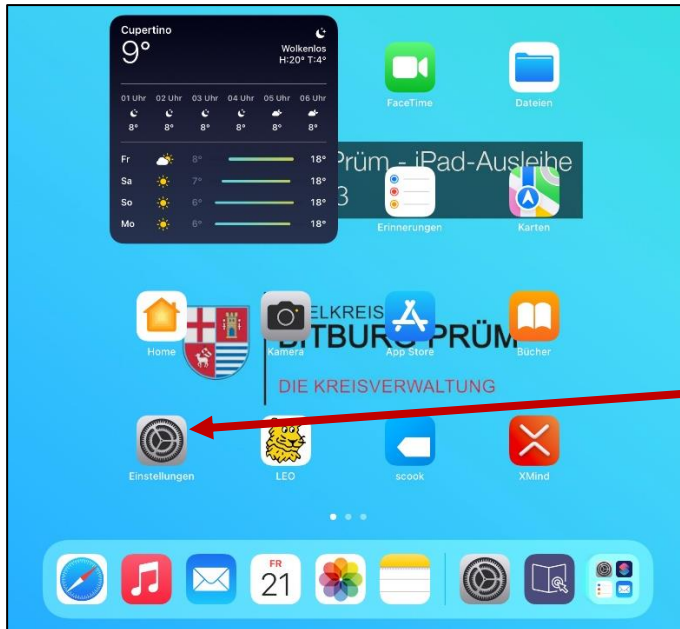 Cupertino
9°
Wolkenlos
H:20° T:4°
01 Uhr 02 Uhr 03 Uhr 04 Uhr 05 Uhr 06 Uhr
8° 8° 8° 8° 8° 8°
Fr 8° 18°
Sa 7° 18°
So 6° 18°
Mo 6° 18°
FaceTime
Dateien
Prüm - iPad-Ausleihe
3
Erinnerungen
Karten
ELKREIS
BITBURG-PRÜM
DIE KREISVERWALTUNG
Home
Kamera
App Store
Bücher
Einstellungen
LEO
scook
XMind
FR
21